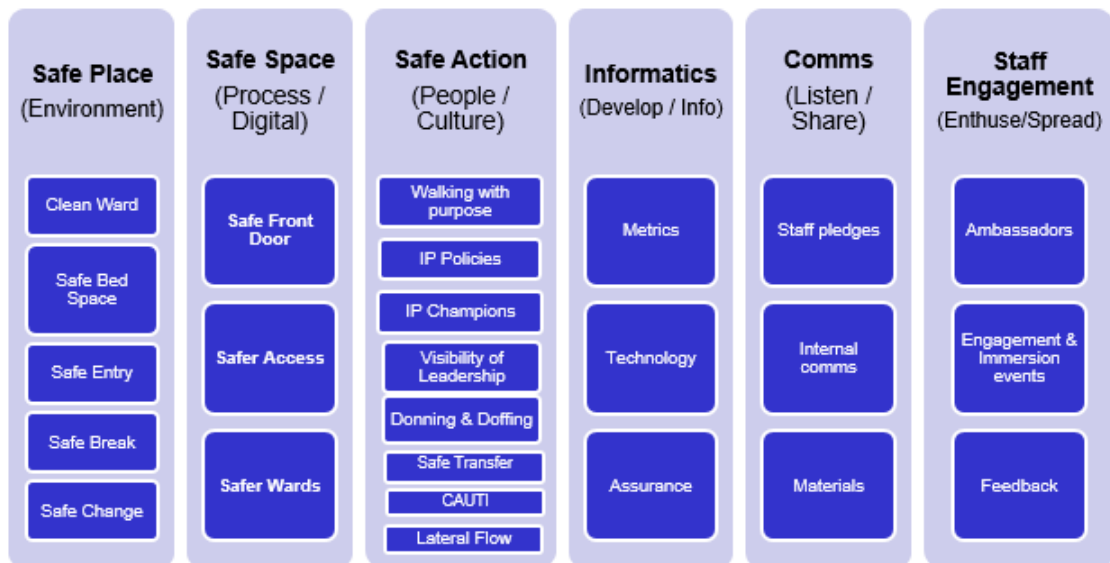 Safe Place
(Environment)
Clean Ward
Safe Bed
Space
Safe Entry
Safe Break
Safe Change
Safe Space
(Process /
Digital)
Safe Front
Door
Safer Access
Safer Wards
Safe Action
(People /
Culture)
Walking with
purpose
IP Policies
IP Champions
Visibility of
Leadership
Donning & Doffing
Safe Transfer
CAUTI
Lateral Flow
Informatics
(Develop / Info)
Metrics
Technology
Assurance
Comms
(Listen /
Share)
Staff pledges
Internal
comms
Materials
Staff
Engagement
(Enthuse/Spread)
Ambassadors
Engagement &
Immersion
events
Feedback